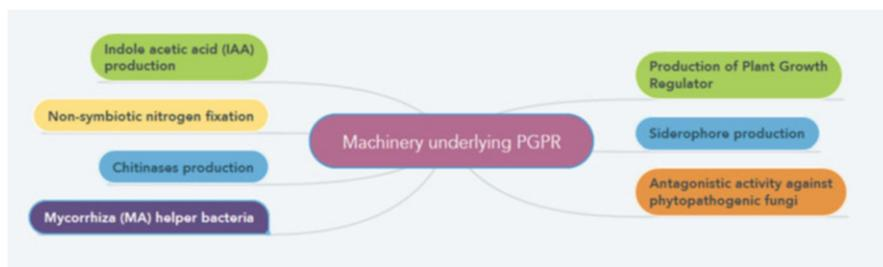 Indole acetic acid (IAA)
production
Non-symbiotic nitrogen fixation
Chitinases production
Mycorrhiza (MA) helper bacteria
Machinery underlying PGPR
Production of Plant Growth
Regulator
Siderophore production
Antagonistic activity against
phytopathogenic fungi